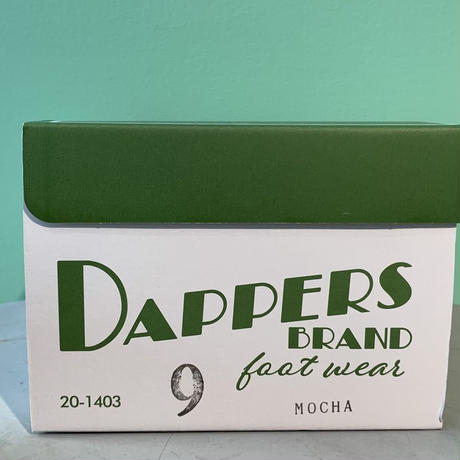 DAPPERS
BRAND
foot wear
20-1403
9
MOCHA